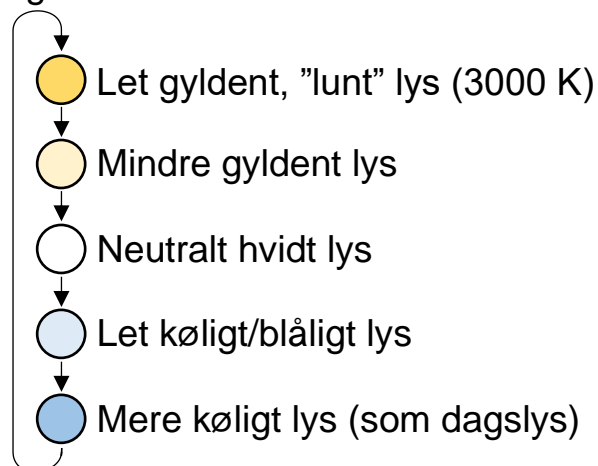 Let gyldent, ”lunt” lys (3000 K)
Mindre gyldent lys
Neutralt hvidt lys
Let køligt/blåligt lys
Mere køligt lys (som dagslys)